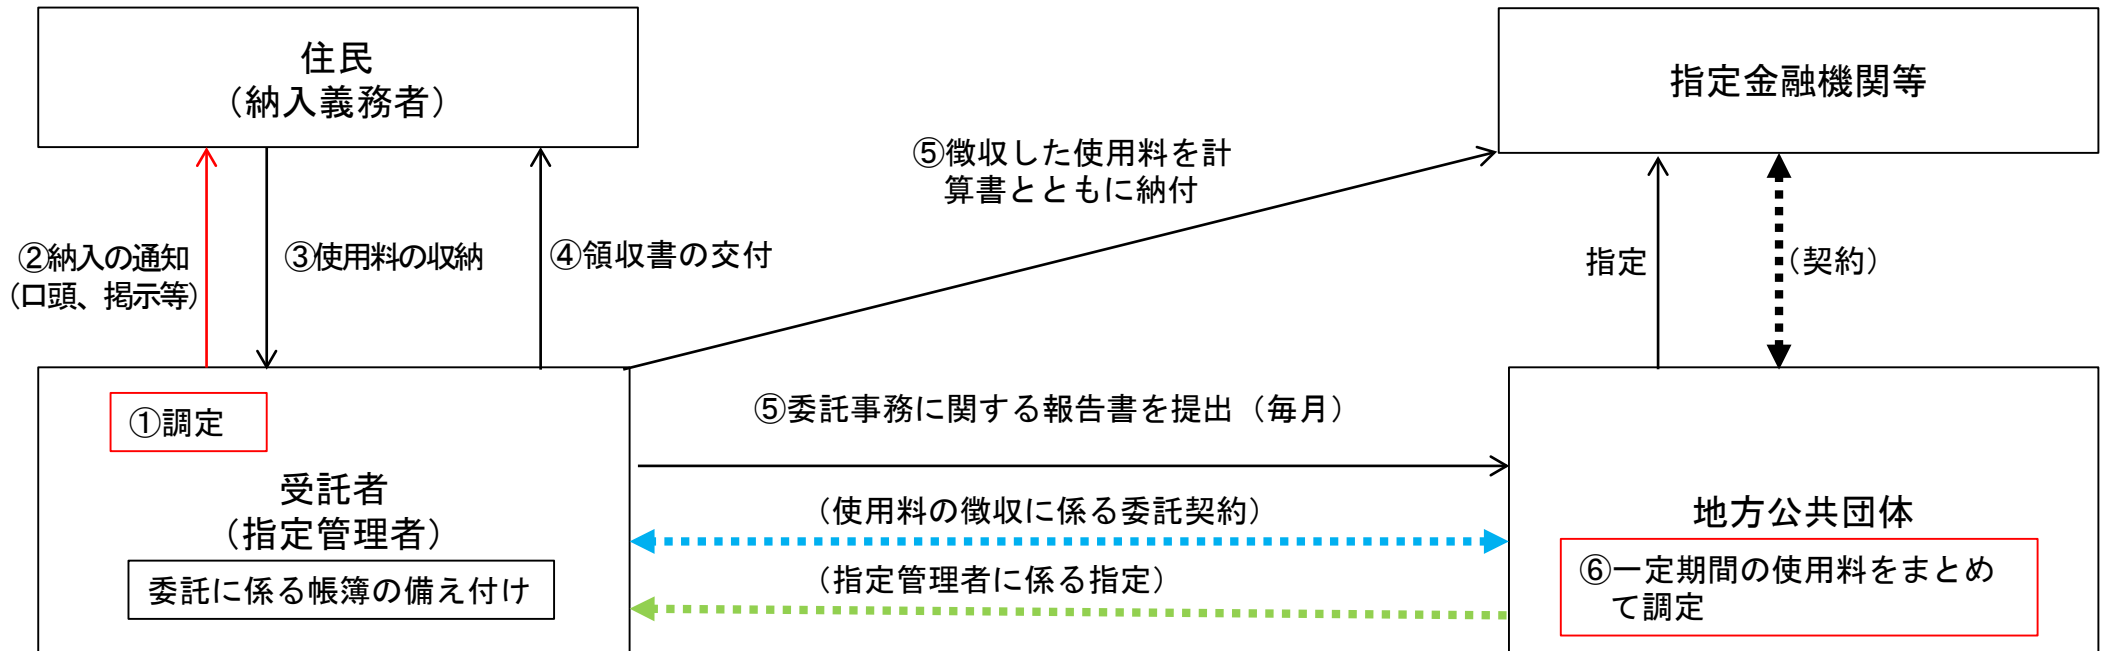 住民
（納入義務者）
指定金融機関等
⑤徴収した使用料を計
算書とともに納付
②納入の通知
（口頭、掲示等）
③使用料の収納
④領収書の交付
指定
（契約）
①調定
⑤委託事務に関する報告書を提出（毎月）
受託者
（指定管理者）
（使用料の徴収に係る委託契約）
地方公共団体
委託に係る帳簿の備え付け
（指定管理者に係る指定）
⑥一定期間の使用料をまとめ
て調定